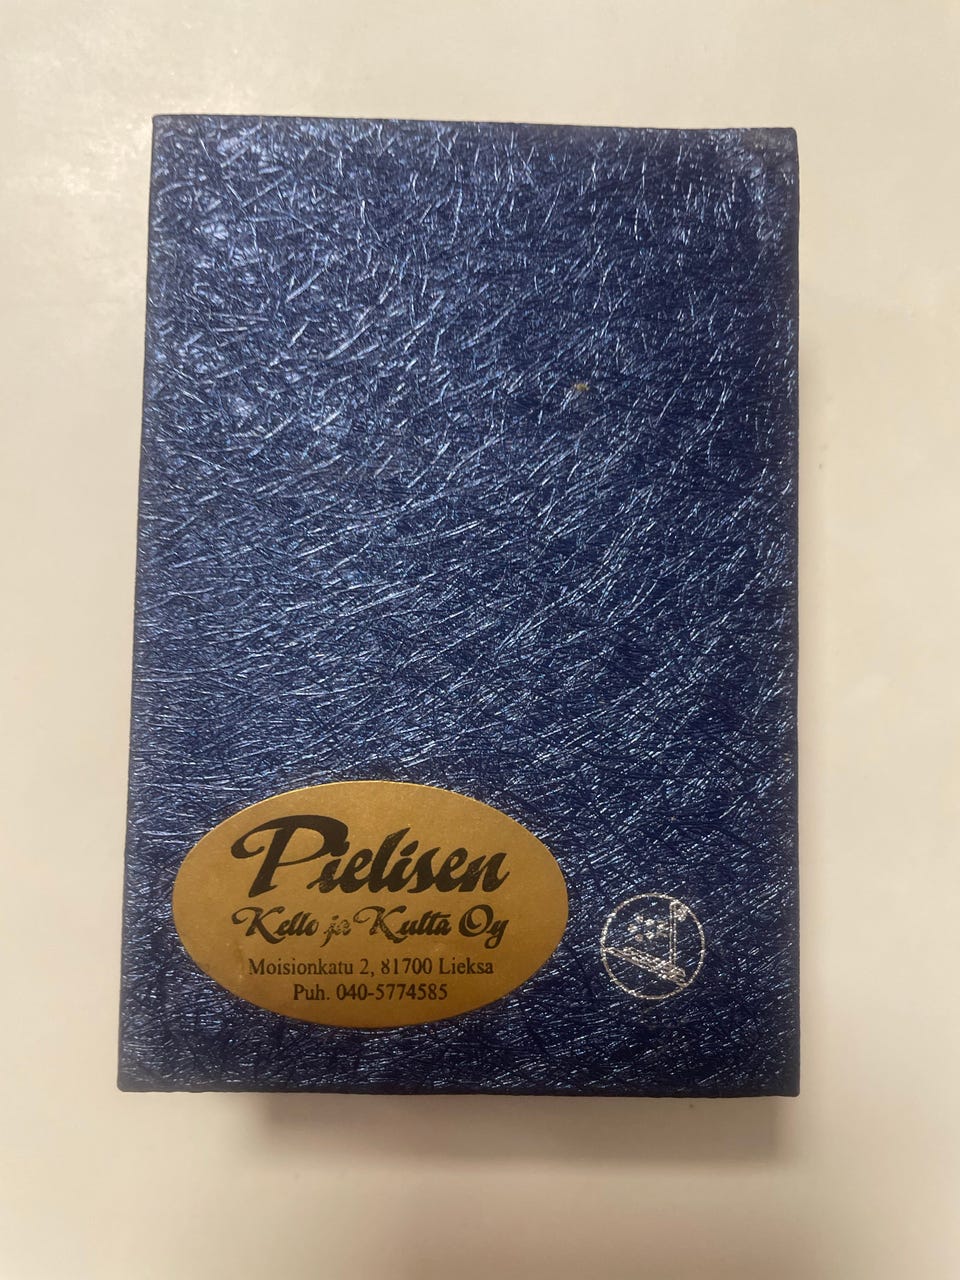 Pielisen
Kello ja Kulta Oy
Moisionkatu 2, 81700 Lieksa
Puh. 040-5774585